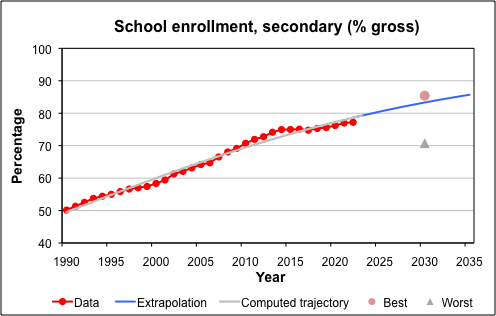 School enrollment, secondary (% gross)
100
90
80
70
60
50
40
Percentage
1990 1995 2000 2005 2010 2015 2020 2025 2030 2035
Year
Data Extrapolation Computed trajectory Best Worst